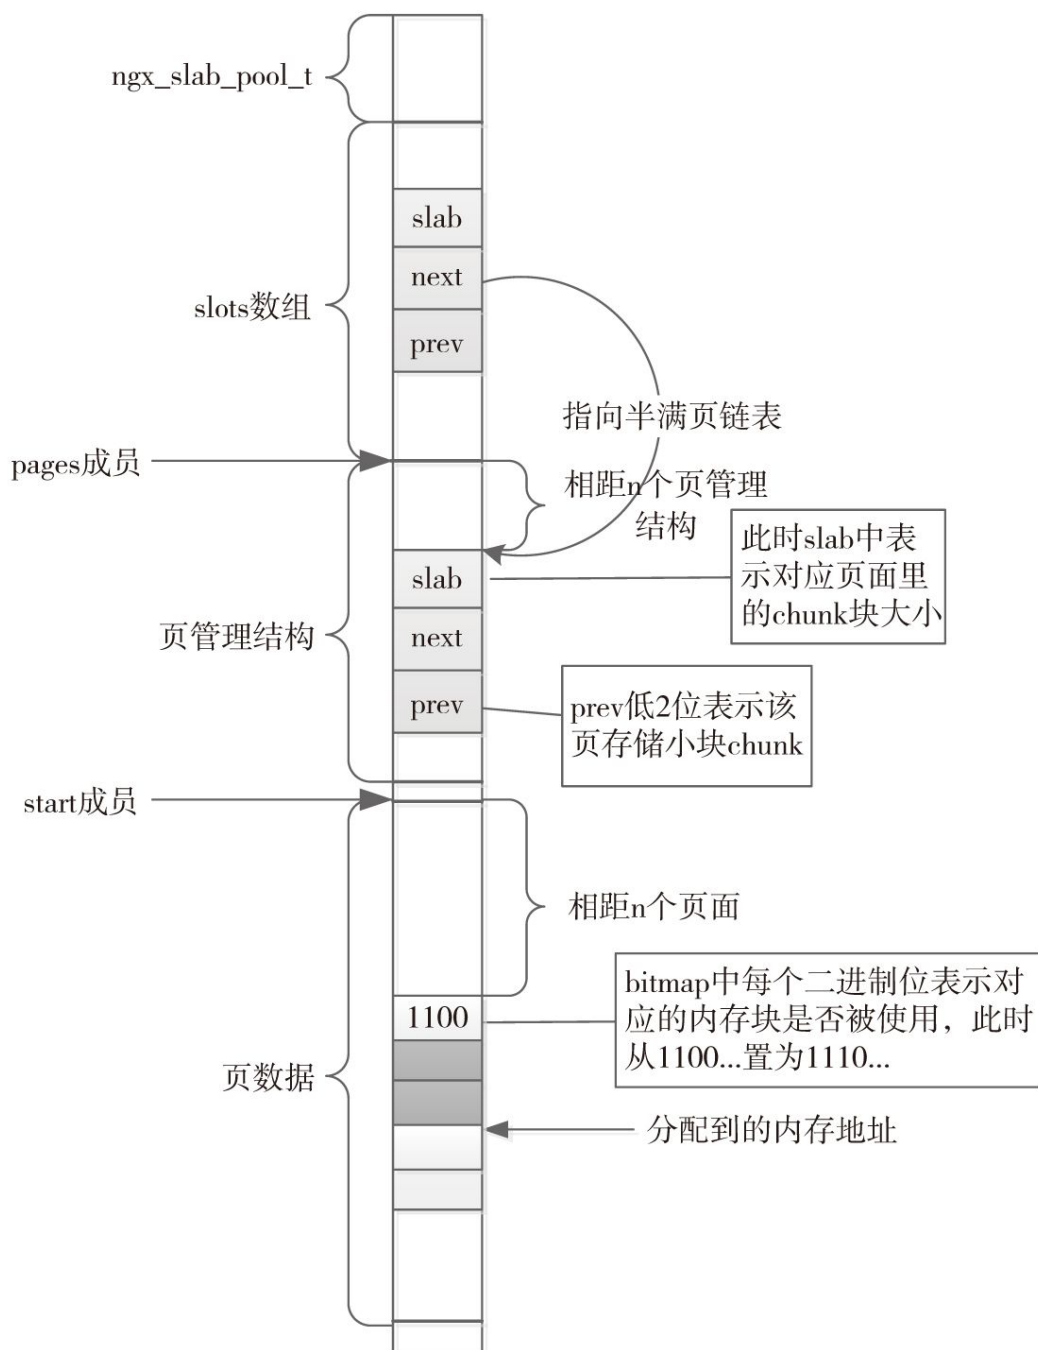 ngx_slab_pool_t
slab
next
slots数组
prev
指向半满页链表
pages成员
相距n个页管理
结构
此时slab中表
示对应页面里
的chunk块大小
slab
页管理结构
next
prev
prev低2位表示该
页存储小块chunk
start成员
相距n个页面
bitmap中每个二进制位表示对
应的内存块是否被使用，此时
从1100...置为1110...
1100
页数据
分配到的内存地址